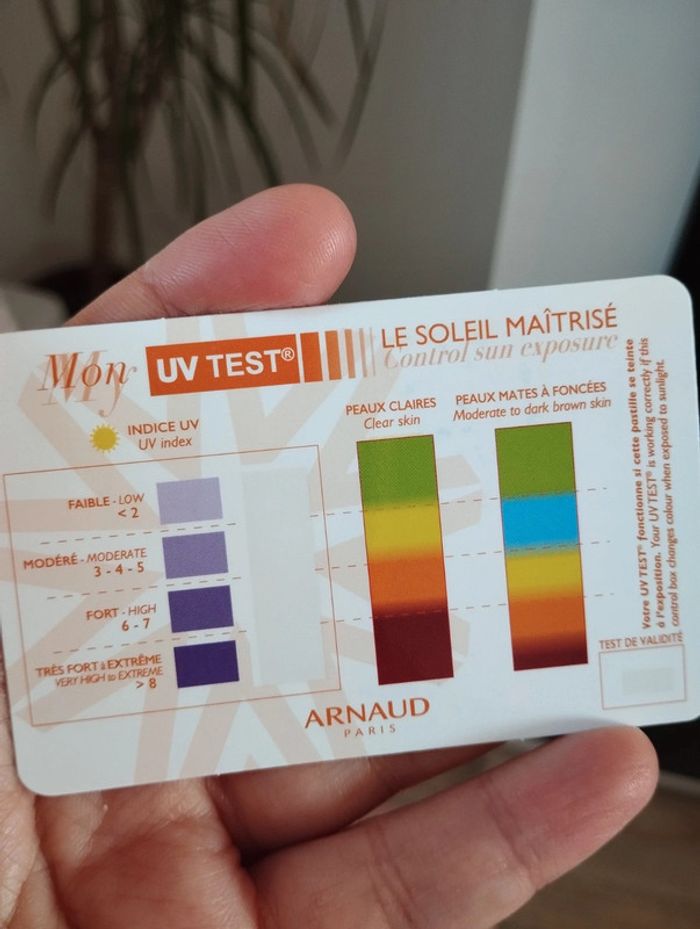 Mon
My
UV TEST®
LE SOLEIL MAÎTRISÉ
Control sun exposure
INDICE UV
UV index
FAIBLE - LOW
< 2
MODÉRÉ - MODERATE
3 - 4 - 5
FORT - HIGH
6 - 7
TRÈS FORT à EXTRÊME
VERY HIGH to EXTREME
> 8
PEAUX CLAIRES
Clear skin
PEAUX MATES À FONCÉES
Moderate to dark brown skin
Votre UV TEST® fonctionne si cette pastille se teinte
à l'exposition. Your UV TEST® is working correctly if this
control box changes colour when exposed to sunlight.
TEST DE VALIDITÉ
ARNAUD
PARIS